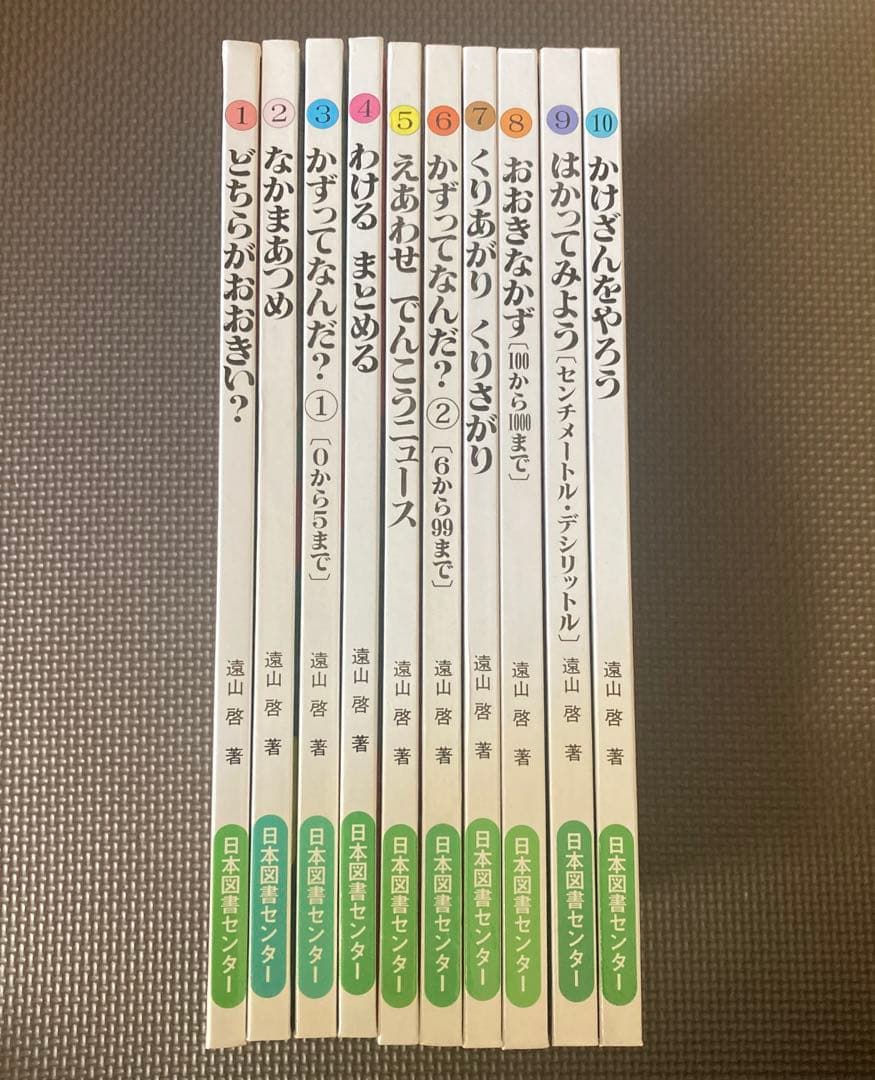 1 どちらがおおきい? 遠山 啓 著 日本図書センター
2 なかまあつめ 遠山 啓 著 日本図書センター
3 かずってなんだ? ① 〔0から5まで〕 遠山 啓 著 日本図書センター
4 わける まとめる 遠山 啓 著 日本図書センター
5 えあわせ でんこうニュース 遠山 啓 著 日本図書センター
6 かずってなんだ? ② 〔6から99まで〕 遠山 啓 著 日本図書センター
7 くりあがり くりさがり 遠山 啓 著 日本図書センター
8 おおきなかず〔100から1000まで〕 遠山 啓 著 日本図書センター
9 はかってみよう〔センチメートル・デシリットル〕 遠山 啓 著 日本図書センター
10 かけざんをやろう 遠山 啓 著 日本図書センター